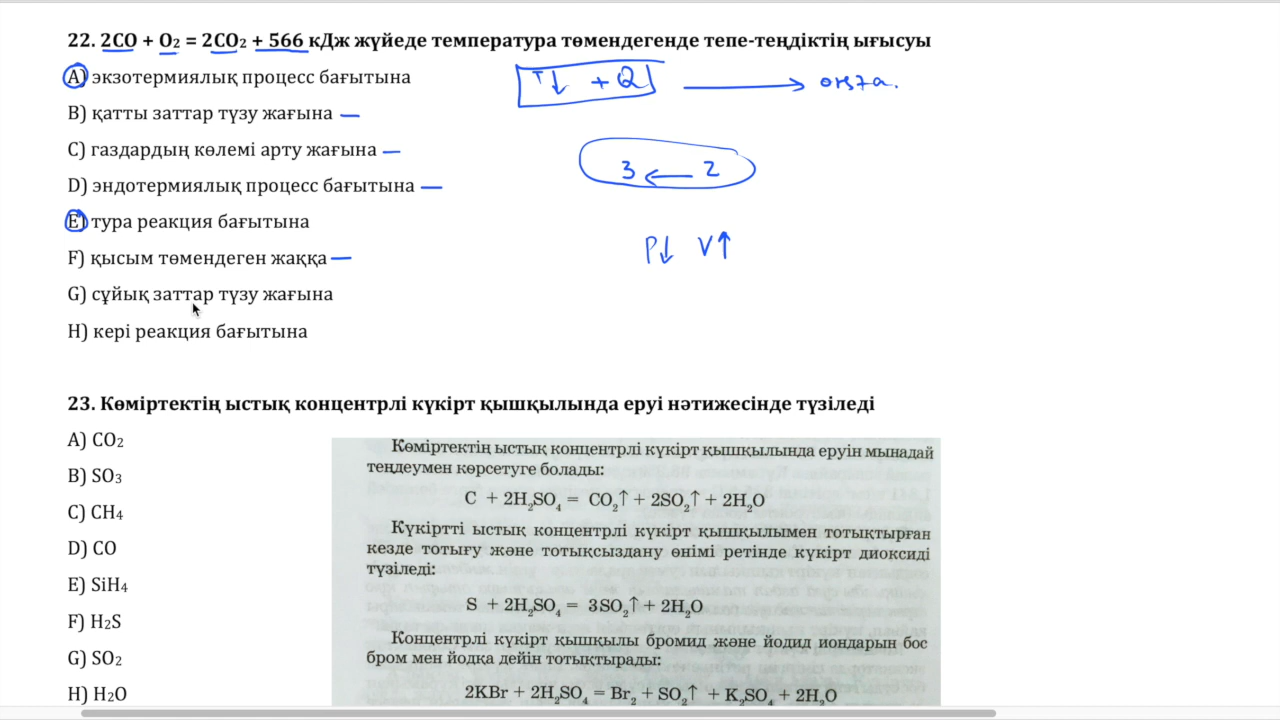 22. 2CO + O₂ = 2CO₂ + 566 кДж жүйеде температура төмендегенде тепе-теңдіктің ығысуы
A) экзотермиялық процесс бағытына
B) қатты заттар түзу жағына
C) газдардың көлемі арту жағына
D) эндотермиялық процесс бағытына
E) тура реакция бағытына
F) қысым төмендеген жаққа
G) сұйық заттар түзу жағына
H) кері реакция бағытына
T↓ + Q → оңға.
3 ← 2
P↓ V↑
23. Көміртектің ыстық концентрлі күкірт қышқылында еруі нәтижесінде түзіледі
A) CO₂
B) SO₃
C) CH₄
D) CO
E) SiH₄
F) H₂S
G) SO₂
H) H₂O
Көміртектің ыстық концентрлі күкірт қышқылында еруін мынадай
теңдеумен көрсетуге болады:
C + 2H₂SO₄ = CO₂↑ + 2SO₂↑ + 2H₂O
Күкіртті ыстық концентрлі күкірт қышқылымен тотықтырған
кезде тотығу және тотықсыздану өнімі ретінде күкірт диоксиді
түзіледі:
S + 2H₂SO₄ = 3SO₂↑ + 2H₂O
Концентрлі күкірт қышқылы бромид және йодид иондарын бос
бром мен йодқа дейін тотықтырады:
2KBr + 2H₂SO₄ = Br₂ + SO₂↑ + K₂SO₄ + 2H₂O